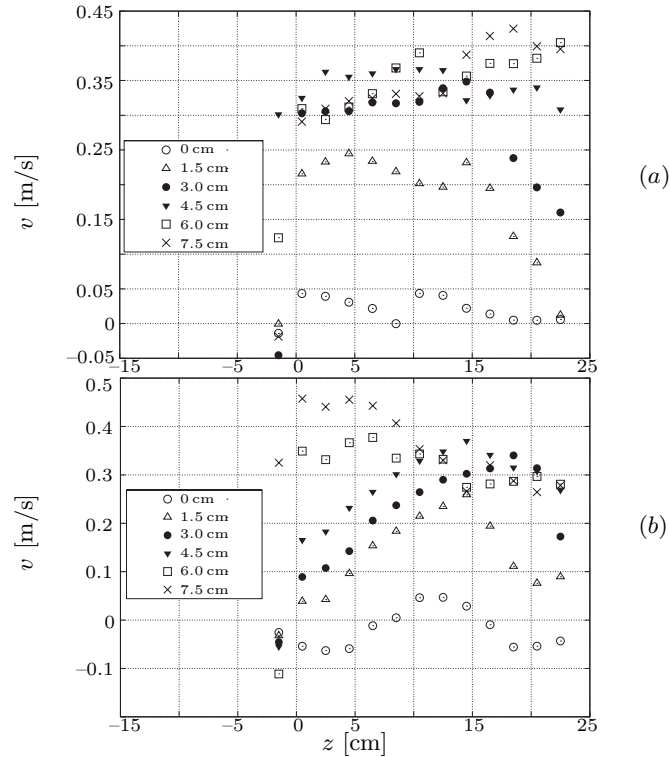 0.45
0.35
0.25
0.15
0.05
0
−0.05
v [m/s]
0 cm
1.5 cm
3.0 cm
4.5 cm
6.0 cm
7.5 cm
(a)
−15
−5
0
5
15
25
0.5
0.4
0.3
0.2
0.1
0
−0.1
v [m/s]
0 cm
1.5 cm
3.0 cm
4.5 cm
6.0 cm
7.5 cm
(b)
−15
−5
0
5
15
25
z [cm]